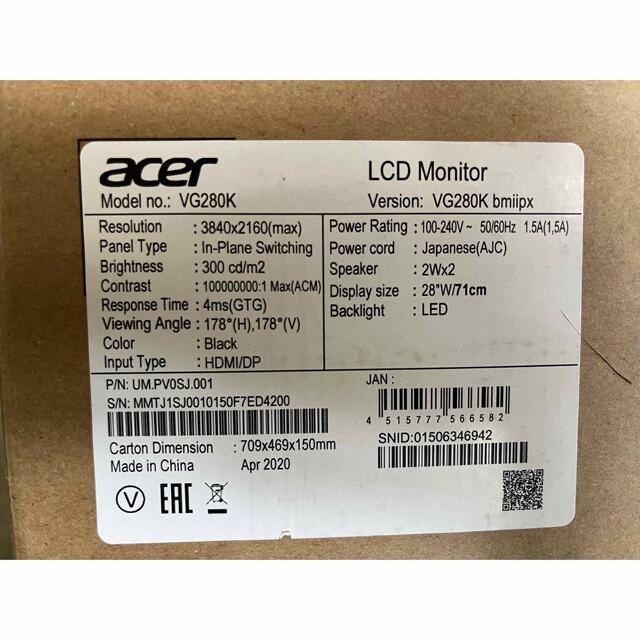 acer
LCD Monitor
Model no.: VG280K
Version: VG280K bmiipx
Resolution : 3840x2160(max)
Panel Type : In-Plane Switching
Brightness : 300 cd/m2
Contrast : 100000000:1 Max(ACM)
Response Time : 4ms(GTG)
Viewing Angle : 178°(H),178°(V)
Color : Black
Input Type : HDMI/DP
Power Rating : 100-240V~ 50/60Hz 1.5A(1,5A)
Power cord : Japanese(AJC)
Speaker : 2Wx2
Display size : 28"W/71cm
Backlight : LED
P/N: UM.PV0SJ.001
S/N: MMTJ1SJ0010150F7ED4200
JAN :
4 515777 566582
SNID:01506346942
Carton Dimension : 709x469x150mm
Made in China Apr 2020
V
EAC